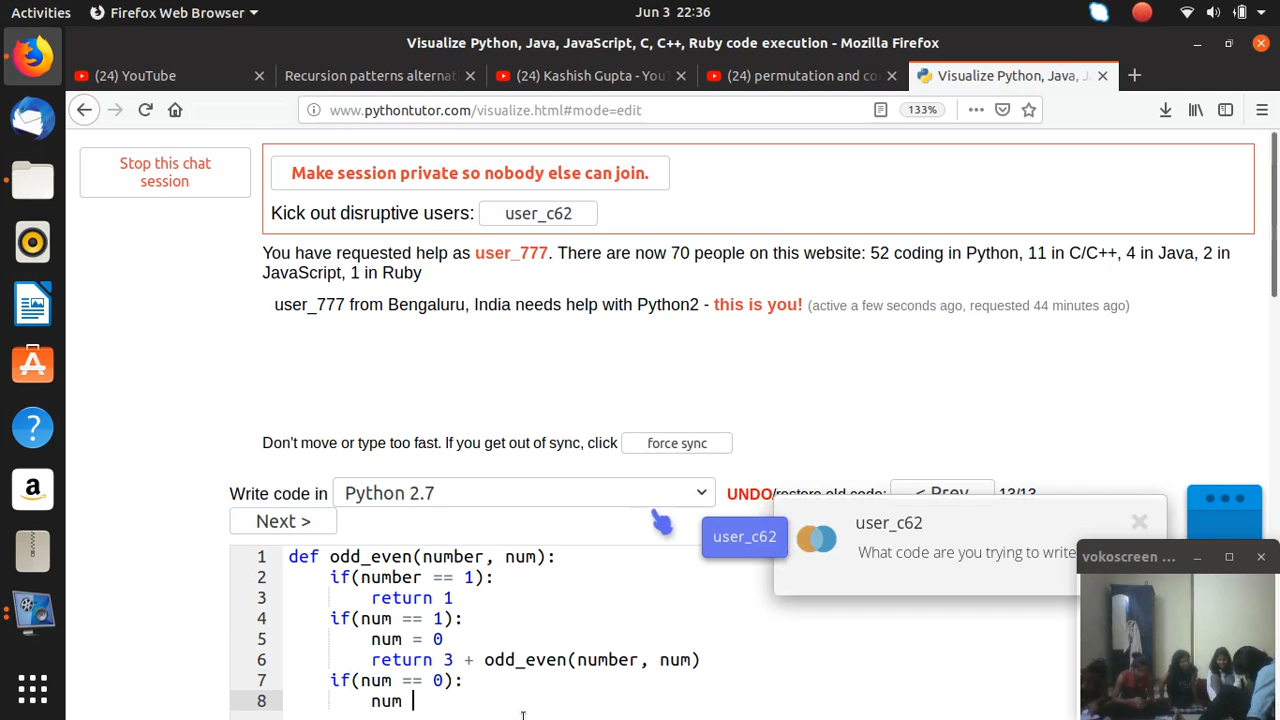 Activities
Firefox Web Browser
Jun 3 22:36
Visualize Python, Java, JavaScript, C, C++, Ruby code execution - Mozilla Firefox
(24) YouTube
Recursion patterns alternat
(24) Kashish Gupta - You
(24) permutation and co
Visualize Python, Java, J
www.pythontutor.com/visualize.html#mode=edit
133%
Stop this chat
session
Make session private so nobody else can join.
Kick out disruptive users: user_c62
You have requested help as user_777. There are now 70 people on this website: 52 coding in Python, 11 in C/C++, 4 in Java, 2 in
JavaScript, 1 in Ruby
user_777 from Bengaluru, India needs help with Python2 - this is you! (active a few seconds ago, requested 44 minutes ago)
Don't move or type too fast. If you get out of sync, click force sync
Write code in Python 2.7
UNDO/restore old code: < Prev 13/13
Next >
user_c62
user_c62
What code are you trying to write
vokoscreen ...
1 def odd_even(number, num):
2 if(number == 1):
3 return 1
4 if(num == 1):
5 num = 0
6 return 3 + odd_even(number, num)
7 if(num == 0):
8 num